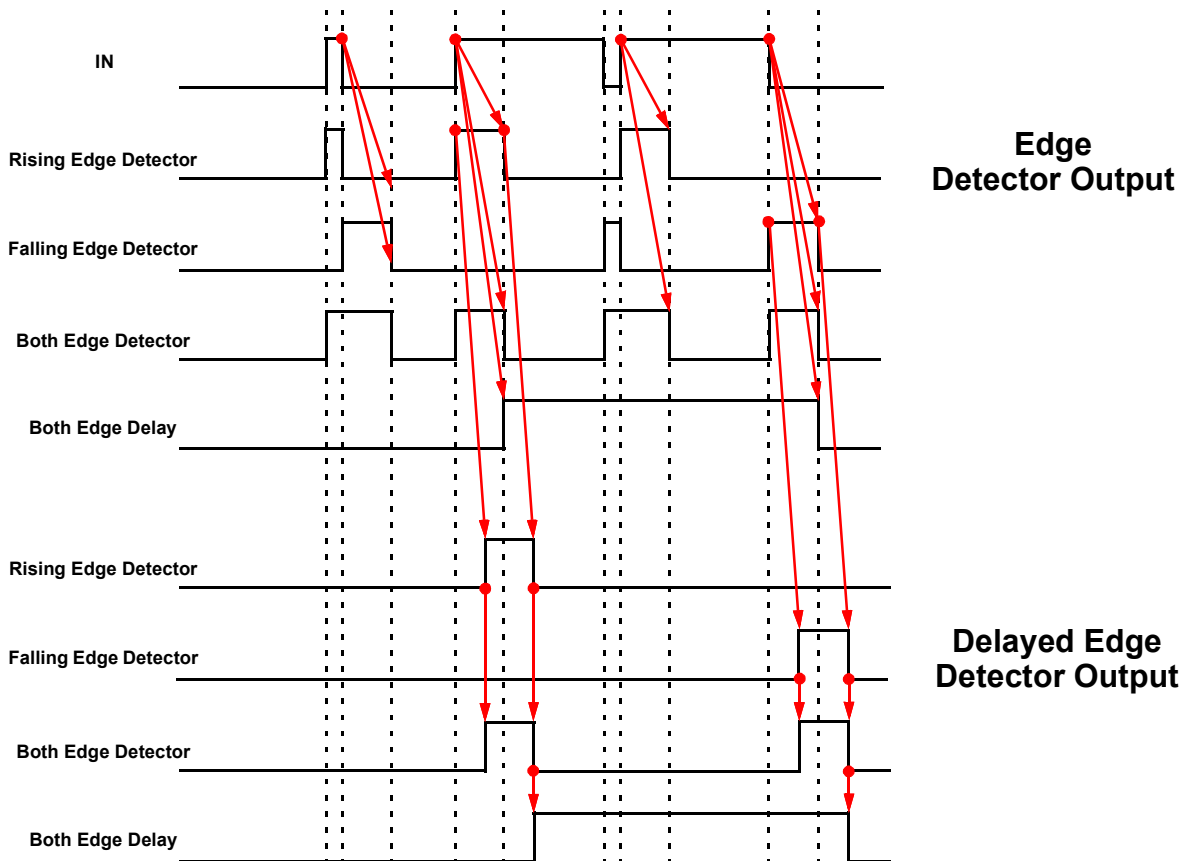 IN
Rising Edge Detector
Edge
Detector Output
Falling Edge Detector
Both Edge Detector
Both Edge Delay
Rising Edge Detector
Falling Edge Detector
Delayed Edge
Detector Output
Both Edge Detector
Both Edge Delay